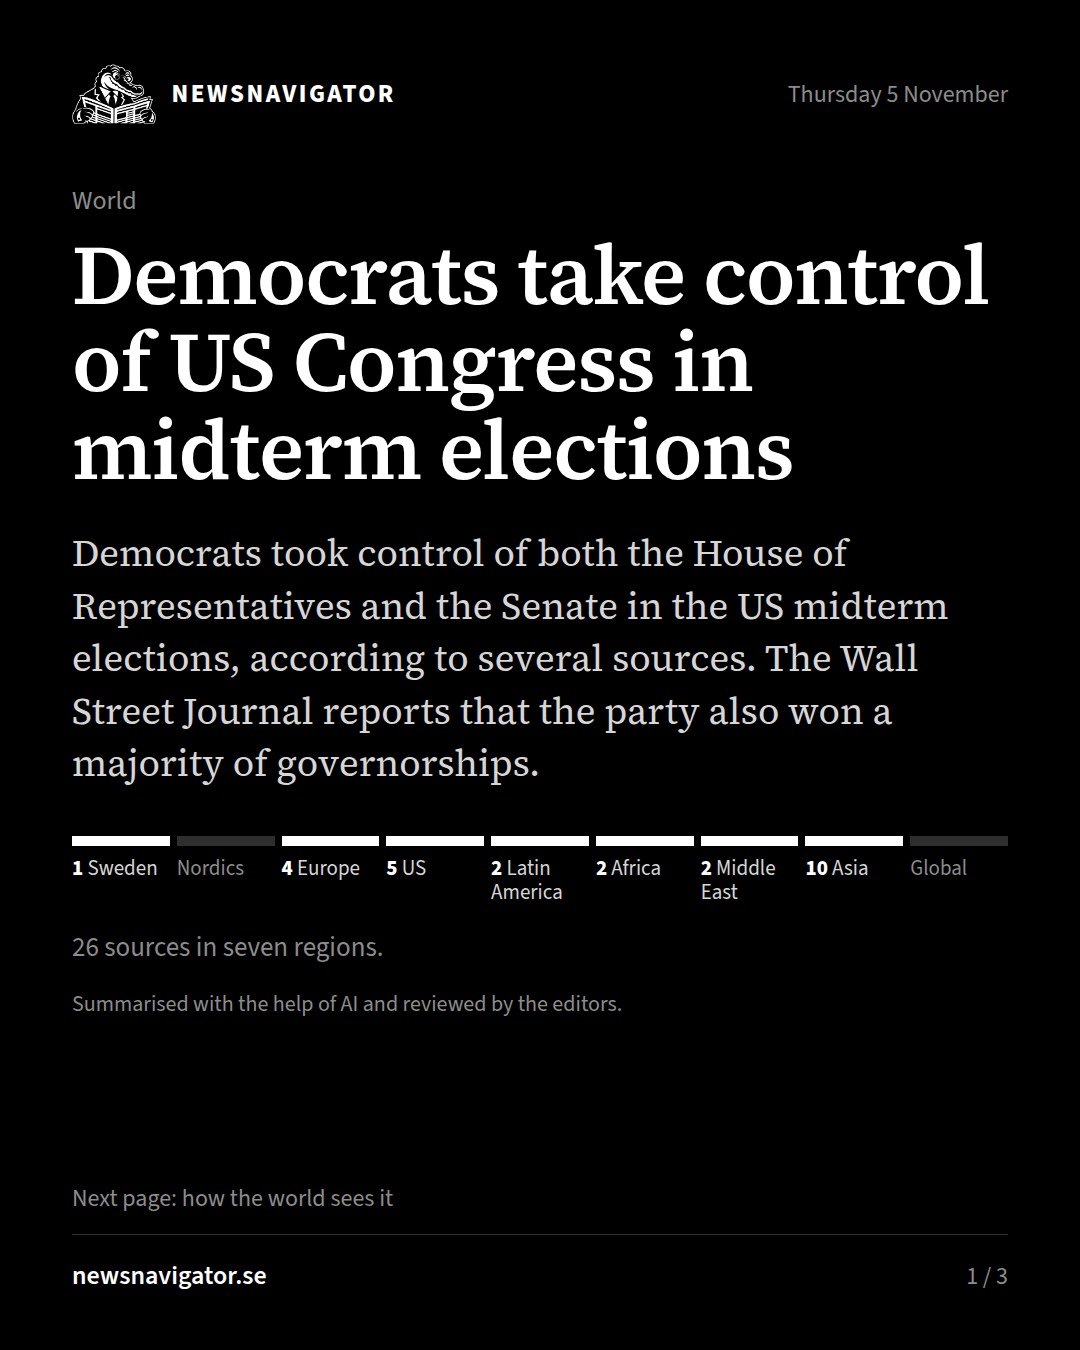 NEWSNAVIGATOR
Thursday 5 November
World
Democrats take control
of US Congress in
midterm elections
Democrats took control of both the House of
Representatives and the Senate in the US midterm
elections, according to several sources. The Wall
Street Journal reports that the party also won a
majority of governorships.
1 Sweden
Nordics
4 Europe
5 US
2 Latin
America
2 Africa
2 Middle
East
10 Asia
Global
26 sources in seven regions.
Summarised with the help of AI and reviewed by the editors.
Next page: how the world sees it
newsnavigator.se
1 / 3